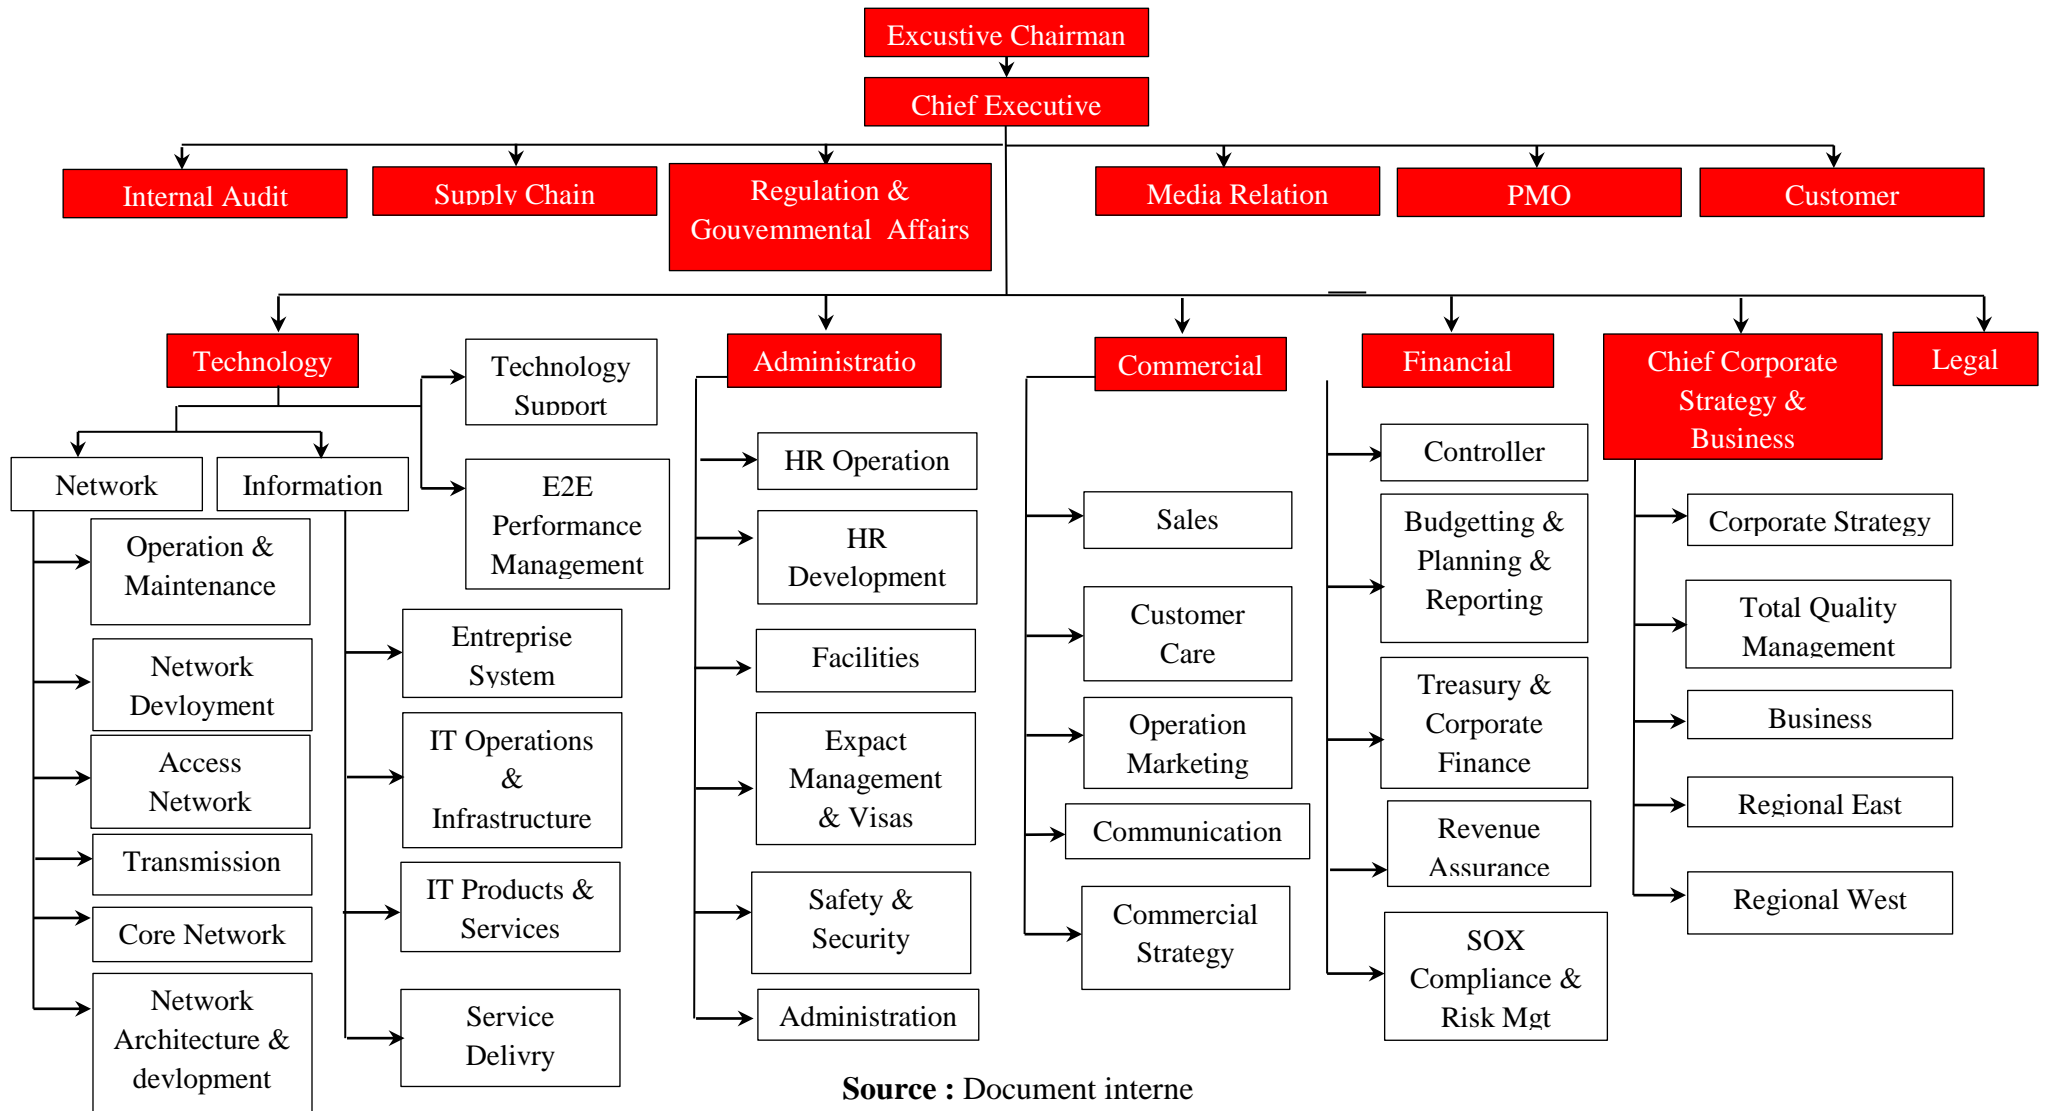 Excustive Chairman
Chief Executive
Internal Audit
Supply Chain
Regulation &
Gouvemmental Affairs
Media Relation
PMO
Customer
Technology
Technology
Support
Administratio
Commercial
Financial
Chief Corporate
Strategy &
Business
Legal
Network
Information
E2E
Performance
Management
Operation &
Maintenance
Network
Devloyment
Access
Network
Transmission
Core Network
Network
Architecture &
devlopment
Entreprise
System
IT Operations
&
Infrastructure
IT Products &
Services
Service
Delivry
HR Operation
HR
Development
Facilities
Expact
Management
& Visas
Safety &
Security
Administration
Sales
Customer
Care
Operation
Marketing
Communication
Commercial
Strategy
Controller
Budgetting &
Planning &
Reporting
Treasury &
Corporate
Finance
Revenue
Assurance
SOX
Compliance &
Risk Mgt
Corporate Strategy
Total Quality
Management
Business
Regional East
Regional West
Source : Document interne